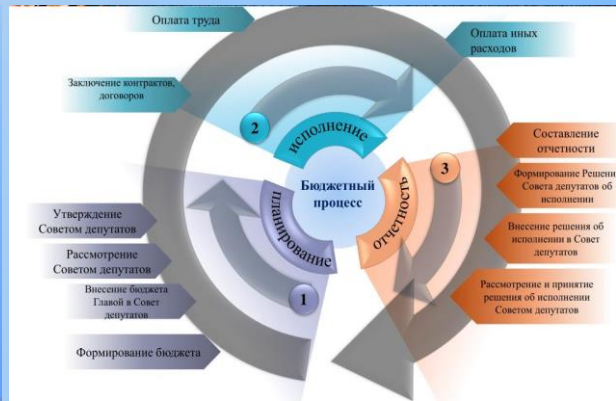 Оплата труда
Оплата иных
расходов
Заключение контрактов,
договоров
2
исполнение
Составление
отчетности
3
Формирование Решения
Совета депутатов об
исполнении
Бюджетный
процесс
планирование
отчетность
Утверждение
Советом депутатов
Внесение решения об
исполнении в Совет
депутатов
Рассмотрение
Советом депутатов
Внесение бюджета
Главой в Совет
депутатов
1
Рассмотрение и принятие
решения об исполнении
Советом депутатов
Формирование бюджета